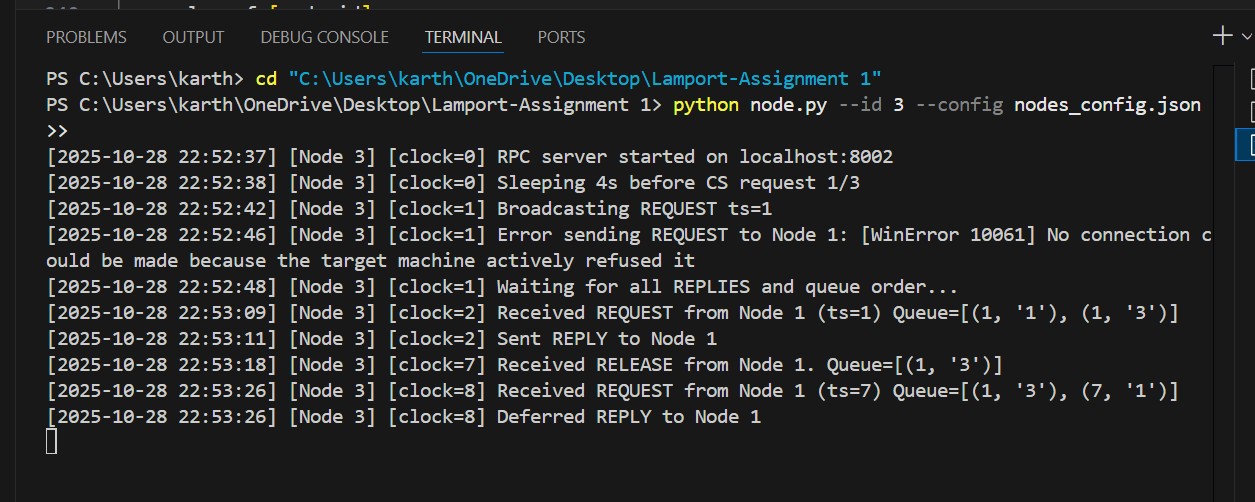 PROBLEMS OUTPUT DEBUG CONSOLE TERMINAL PORTS
PS C:\Users\karth> cd "C:\Users\karth\OneDrive\Desktop\Lamport-Assignment 1"
PS C:\Users\karth\OneDrive\Desktop\Lamport-Assignment 1> python node.py --id 3 --config nodes_config.json
>>
[2025-10-28 22:52:37] [Node 3] [clock=0] RPC server started on localhost:8002
[2025-10-28 22:52:38] [Node 3] [clock=0] Sleeping 4s before CS request 1/3
[2025-10-28 22:52:42] [Node 3] [clock=1] Broadcasting REQUEST ts=1
[2025-10-28 22:52:46] [Node 3] [clock=1] Error sending REQUEST to Node 1: [WinError 10061] No connection c
ould be made because the target machine actively refused it
[2025-10-28 22:52:48] [Node 3] [clock=1] Waiting for all REPLIES and queue order...
[2025-10-28 22:53:09] [Node 3] [clock=2] Received REQUEST from Node 1 (ts=1) Queue=[(1, '1'), (1, '3')]
[2025-10-28 22:53:11] [Node 3] [clock=2] Sent REPLY to Node 1
[2025-10-28 22:53:18] [Node 3] [clock=7] Received RELEASE from Node 1. Queue=[(1, '3')]
[2025-10-28 22:53:26] [Node 3] [clock=8] Received REQUEST from Node 1 (ts=7) Queue=[(1, '3'), (7, '1')]
[2025-10-28 22:53:26] [Node 3] [clock=8] Deferred REPLY to Node 1